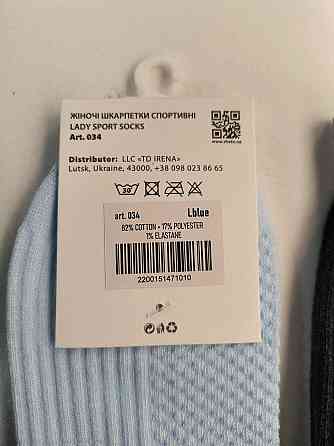 ЖІНОЧІ ШКАРПЕТКИ СПОРТИВНІ
LADY SPORT SOCKS
Art. 034
Distributor: LLC «TD IRENA»
Lutsk, Ukraine, 43000, +38 098 023 86 65
30
art. 034 Lblue
82% COTTON • 17% POLYESTER
1% ELASTANE
2200151471010